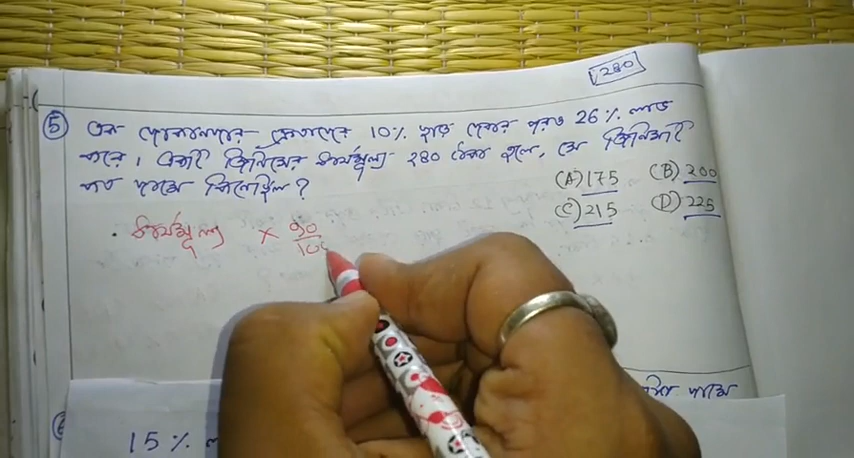 280
⑤ এক দোকানদার ক্রেতাদের 10% ছাড় দেবার পরও 26% লাভ
করে। একটি জিনিসের ধার্যমূল্য 280 টাকা হলে, সে জিনিসটি
কত দামে কিনেছিল?
(A) 175 (B) 200
(C) 215 (D) 225
ধার্যমূল্য × 90/100
দামে
15%